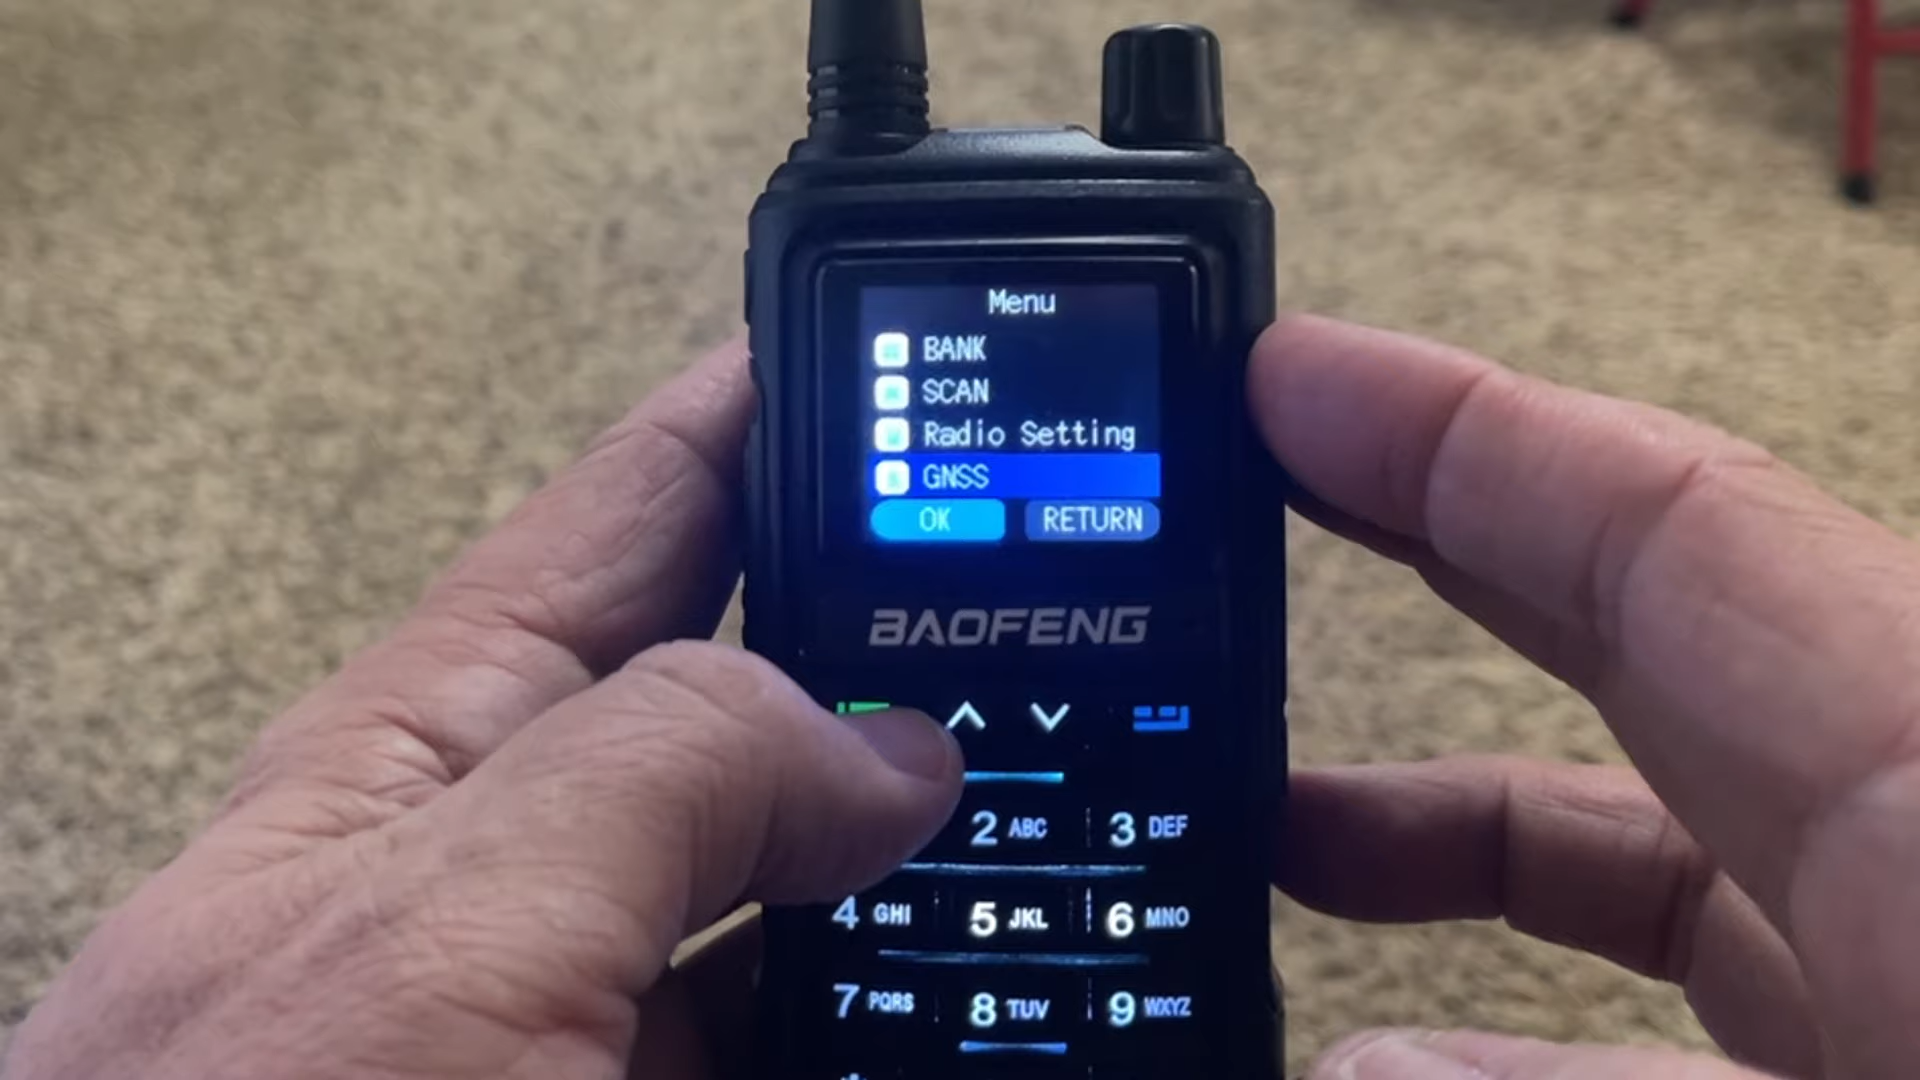 Menu
BANK
SCAN
Radio Setting
GNSS
OK RETURN
BAOFENG
2 ABC 3 DEF
4 GHI 5 JKL 6 MNO
7 PQRS 8 TUV 9 WXYZ